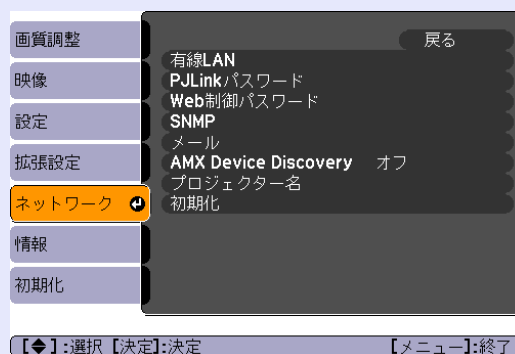 画質調整
映像
設定
拡張設定
ネットワーク
情報
初期化
戻る
有線LAN
PJLinkパスワード
Web制御パスワード
SNMP
メール
AMX Device Discovery オフ
プロジェクター名
初期化
【◆】:選択 【決定】:決定 【メニュー】:終了